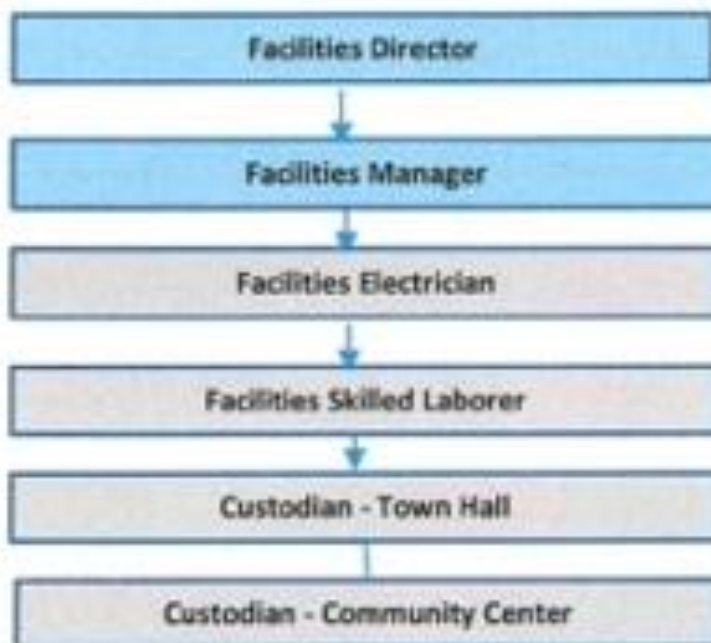 Facilities Director
Facilities Manager
Facilities Electrician
Facilities Skilled Laborer
Custodian - Town Hall
Custodian - Community Center